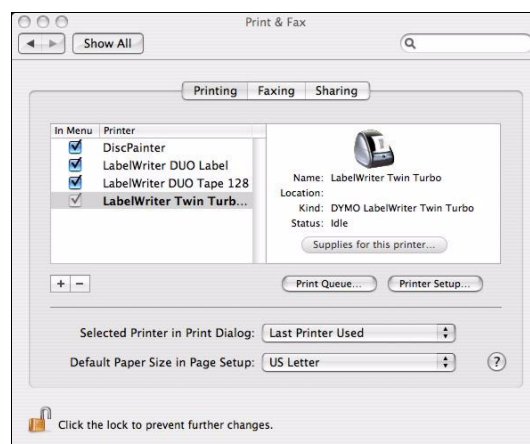 Print & Fax
Show All
Printing Faxing Sharing
In Menu Printer
DiscPainter
LabelWriter DUO Label
LabelWriter DUO Tape 128
LabelWriter Twin Turb...
Name: LabelWriter Twin Turbo
Location:
Kind: DYMO LabelWriter Twin Turbo
Status: Idle
Supplies for this printer...
+ -
Print Queue... Printer Setup...
Selected Printer in Print Dialog: Last Printer Used
Default Paper Size in Page Setup: US Letter ?
Click the lock to prevent further changes.